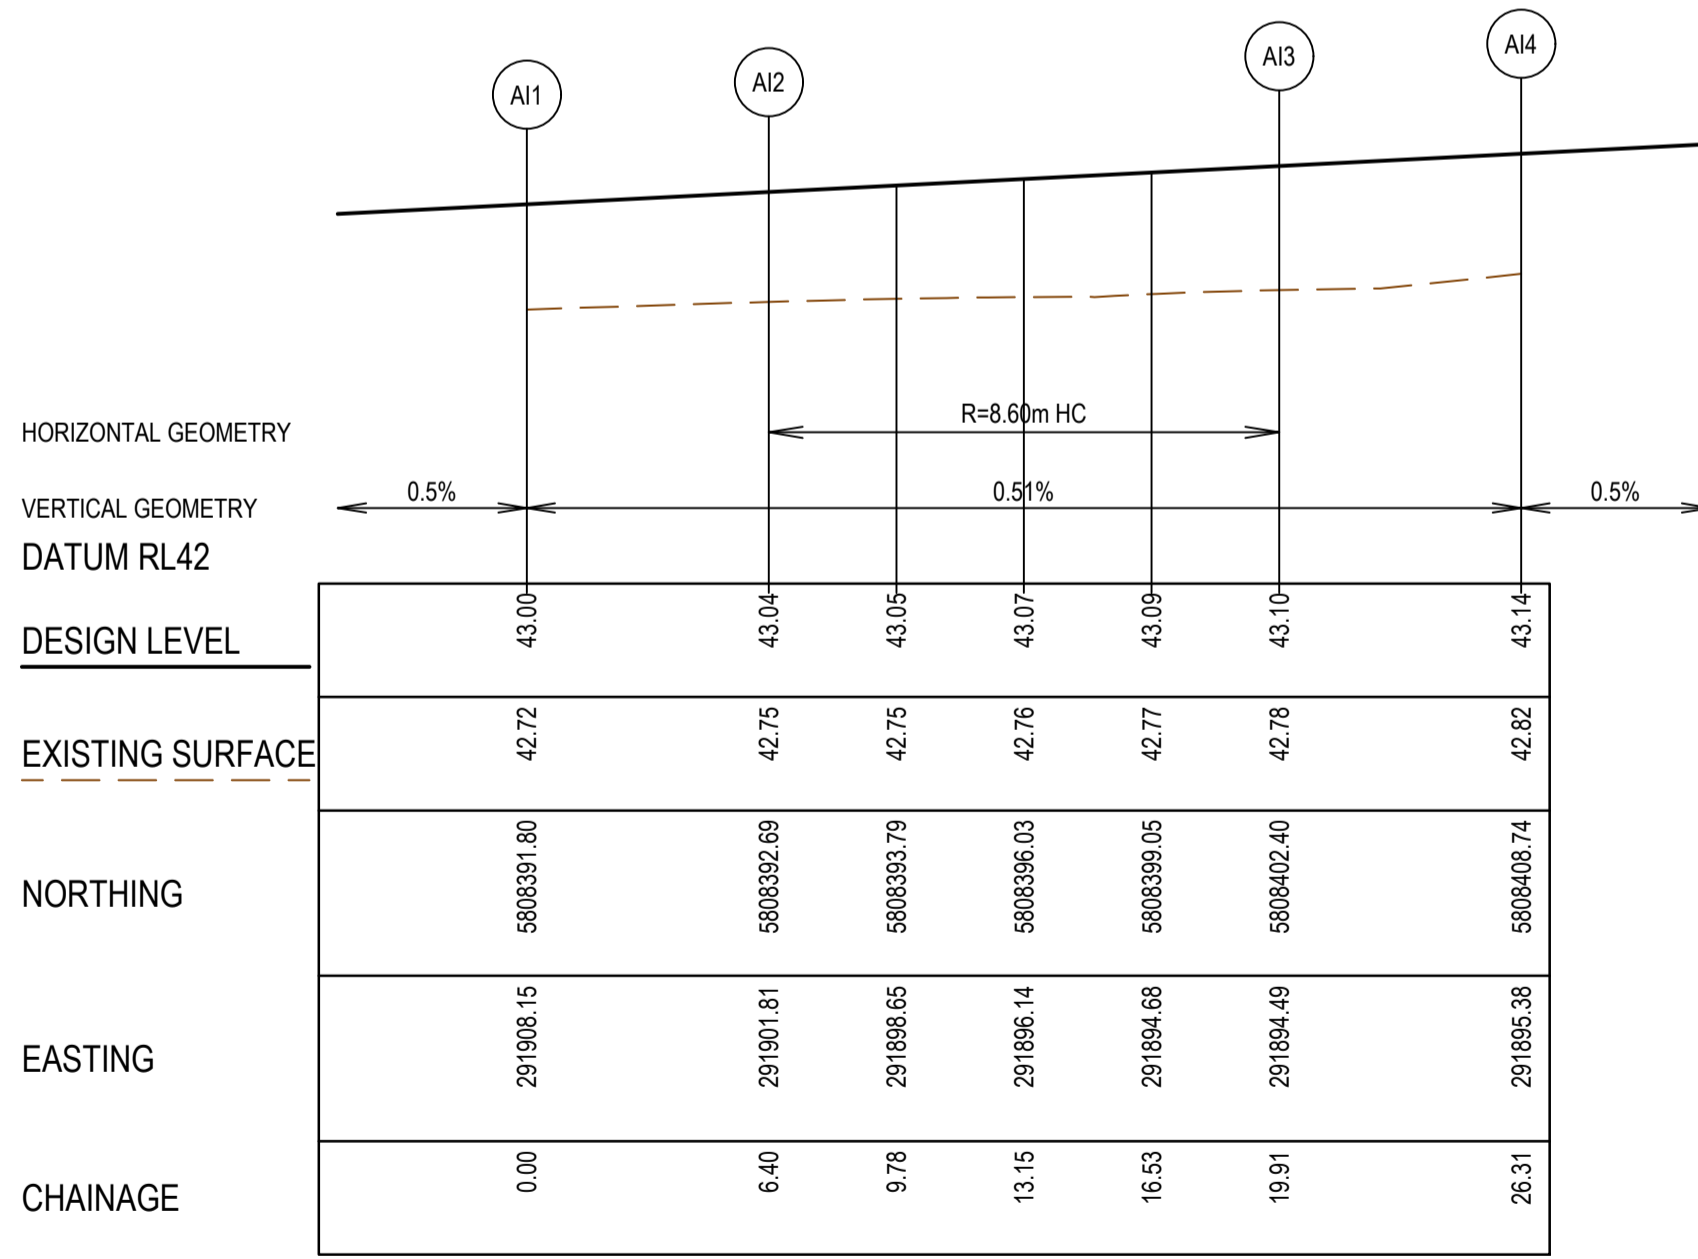 AI1 AI2 AI3 AI4
HORIZONTAL GEOMETRY R=8.60m HC
VERTICAL GEOMETRY 0.5% 0.51% 0.5%
DATUM RL42
DESIGN LEVEL 43.00 43.04 43.05 43.07 43.09 43.10 43.14
EXISTING SURFACE 42.72 42.75 42.75 42.76 42.77 42.78 42.82
NORTHING 5808391.80 5808392.69 5808393.79 5808396.03 5808399.05 5808402.40 5808408.74
EASTING 291908.15 291901.81 291898.65 291896.14 291894.68 291894.49 291895.38
CHAINAGE 0.00 6.40 9.78 13.15 16.53 19.91 26.31